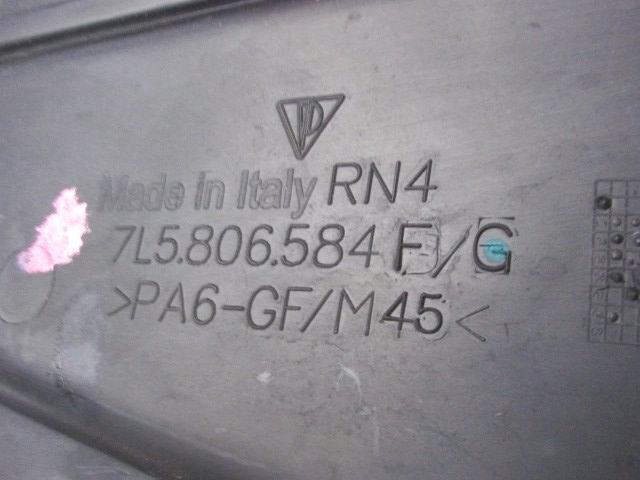 Made in Italy RN4
7L5.806.584 F/G
>PA6-GF/M45<